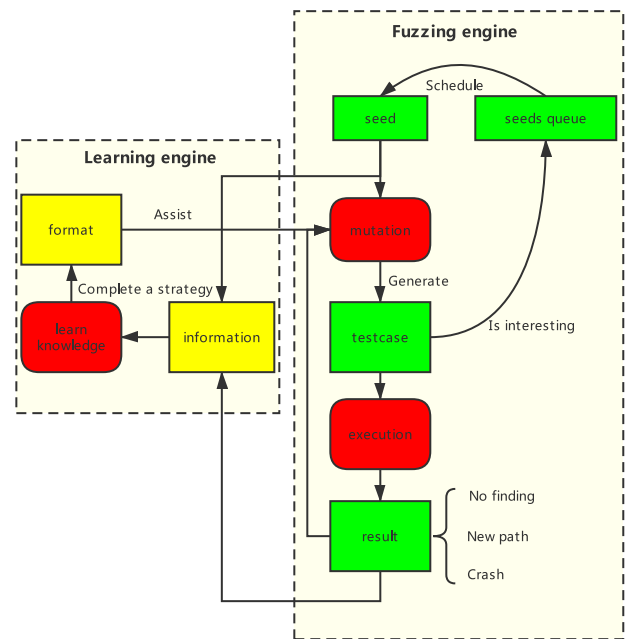 Fuzzing engine
Schedule
seed
seeds queue
Learning engine
format
Assist
mutation
Complete a strategy
Generate
learn
knowledge
information
testcase
Is interesting
execution
result
No finding
New path
Crash